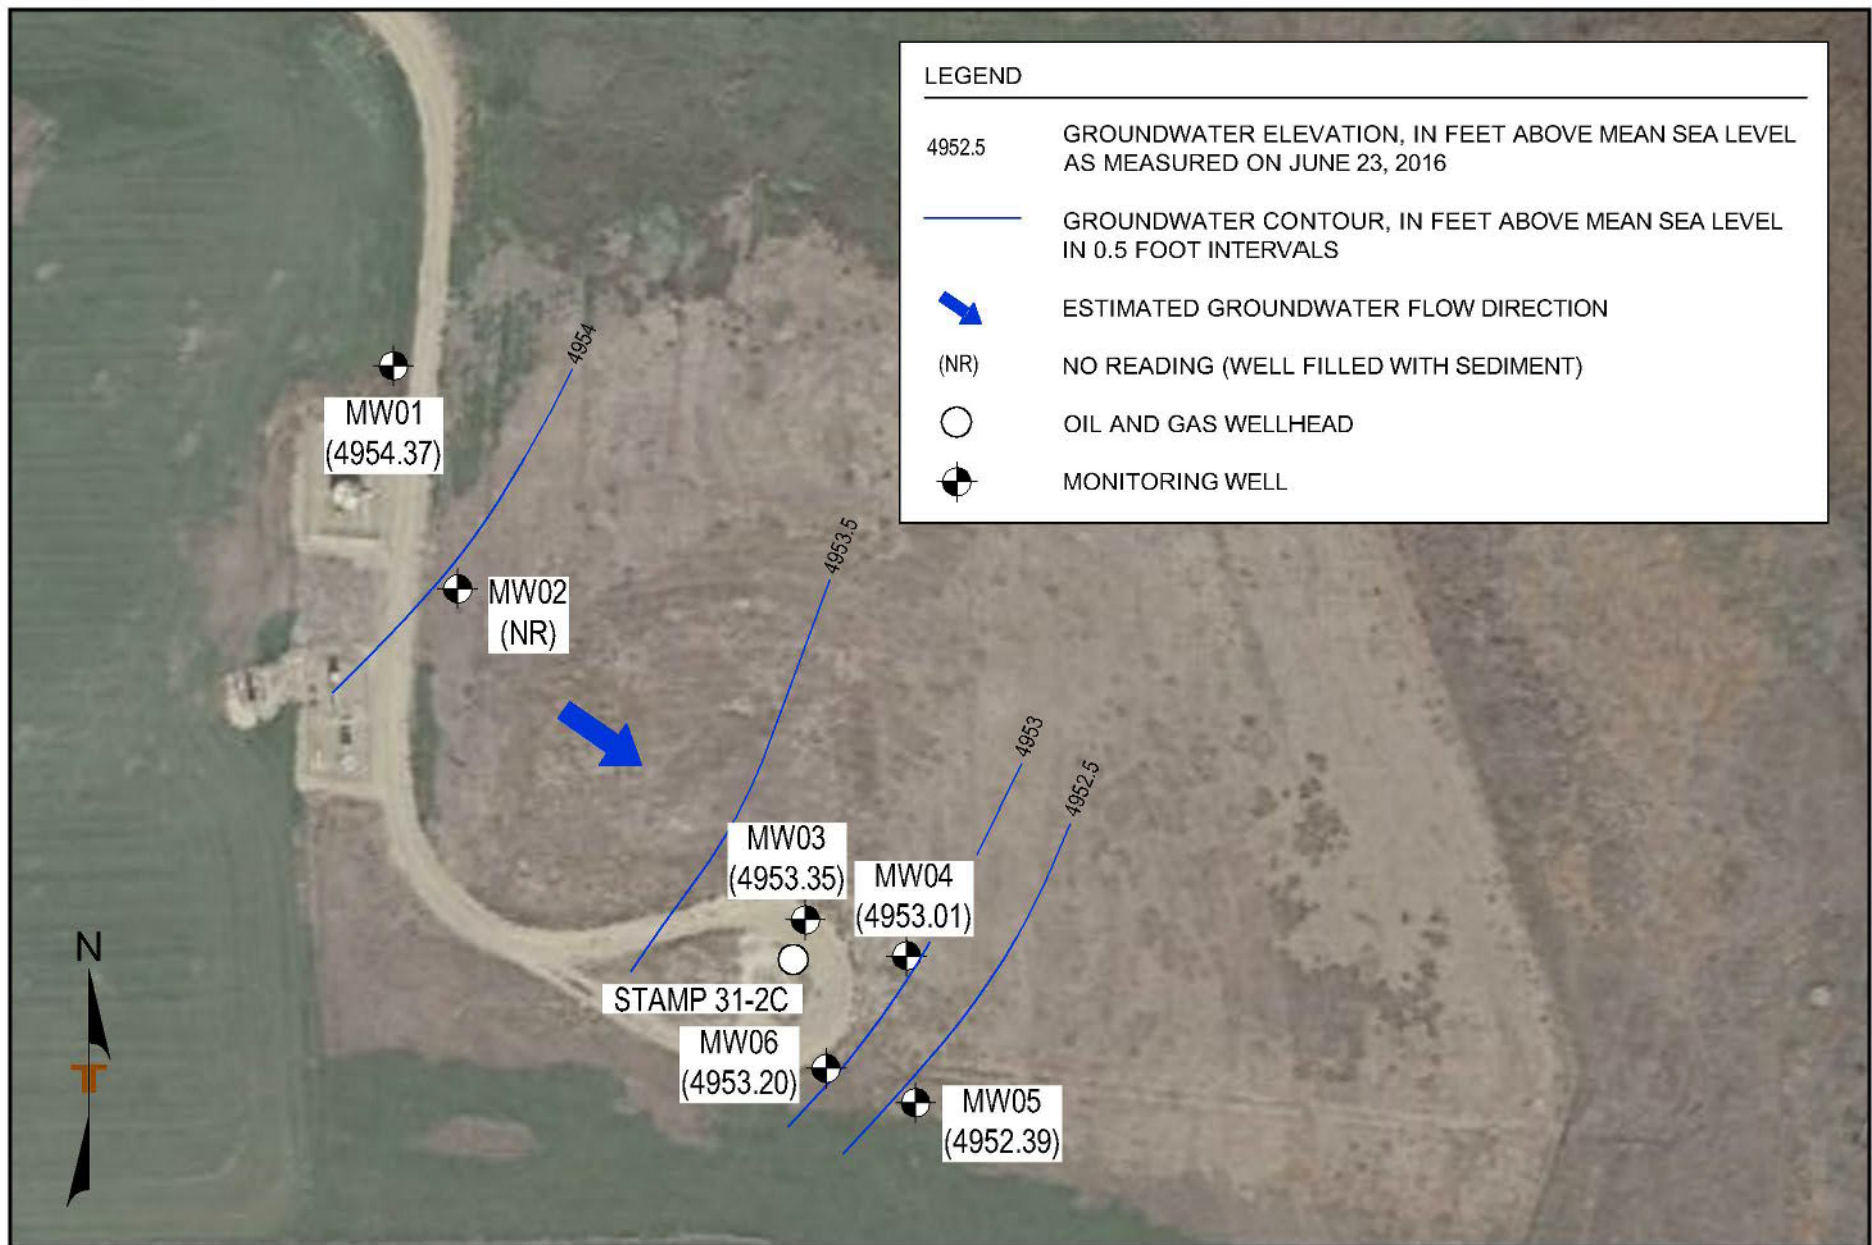 LEGEND
4952.5
GROUNDWATER ELEVATION, IN FEET ABOVE MEAN SEA LEVEL
AS MEASURED ON JUNE 23, 2016
GROUNDWATER CONTOUR, IN FEET ABOVE MEAN SEA LEVEL
IN 0.5 FOOT INTERVALS
ESTIMATED GROUNDWATER FLOW DIRECTION
(NR)
NO READING (WELL FILLED WITH SEDIMENT)
OIL AND GAS WELLHEAD
MONITORING WELL
4954
MW01
(4954.37)
4953.5
MW02
(NR)
4953
4952.5
MW03
(4953.35)
MW04
(4953.01)
STAMP 31-2C
MW06
(4953.20)
MW05
(4952.39)
N